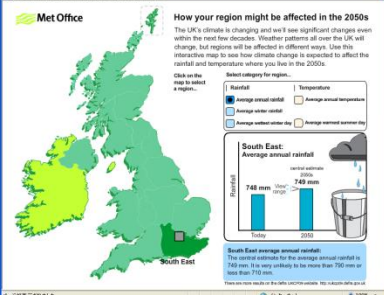 Met Office
How your region might be affected in the 2050s
The UK's climate is changing and we'll see significant changes even
within the next few decades. Weather patterns all over the UK will
change, but regions will be affected in different ways. Use this
interactive map to see how climate change is expected to affect the
rainfall and temperature where you live in the 2050s.
Click on the
map to select
a region...
Select category for region...
Rainfall
Temperature
Average annual rainfall
Average annual temperature
Average winter rainfall
Average wettest winter day
Average warmest summer day
South East:
Average annual rainfall
Rainfall
748 mm
View
range
central estimate
2050s
749 mm
Today
2050
South East
South East average annual rainfall:
The central estimate for the average annual rainfall is
749 mm. It is very unlikely to be more than 790 mm or
less than 710 mm.